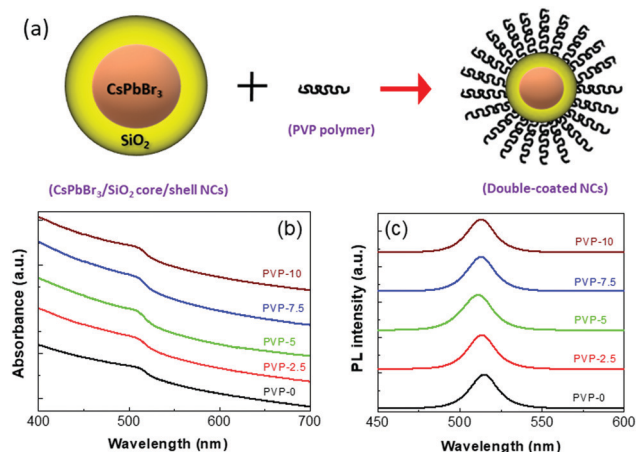 (a)
CsPbBr₃
SiO₂
+
(PVP polymer)
(CsPbBr₃/SiO₂ core/shell NCs)
(Double-coated NCs)
(b)
Absorbance (a.u.)
PVP-10
PVP-7.5
PVP-5
PVP-2.5
PVP-0
400 500 600 700
Wavelength (nm)
(c)
PL intensity (a.u.)
PVP-10
PVP-7.5
PVP-5
PVP-2.5
PVP-0
450 500 550 600
Wavelength (nm)